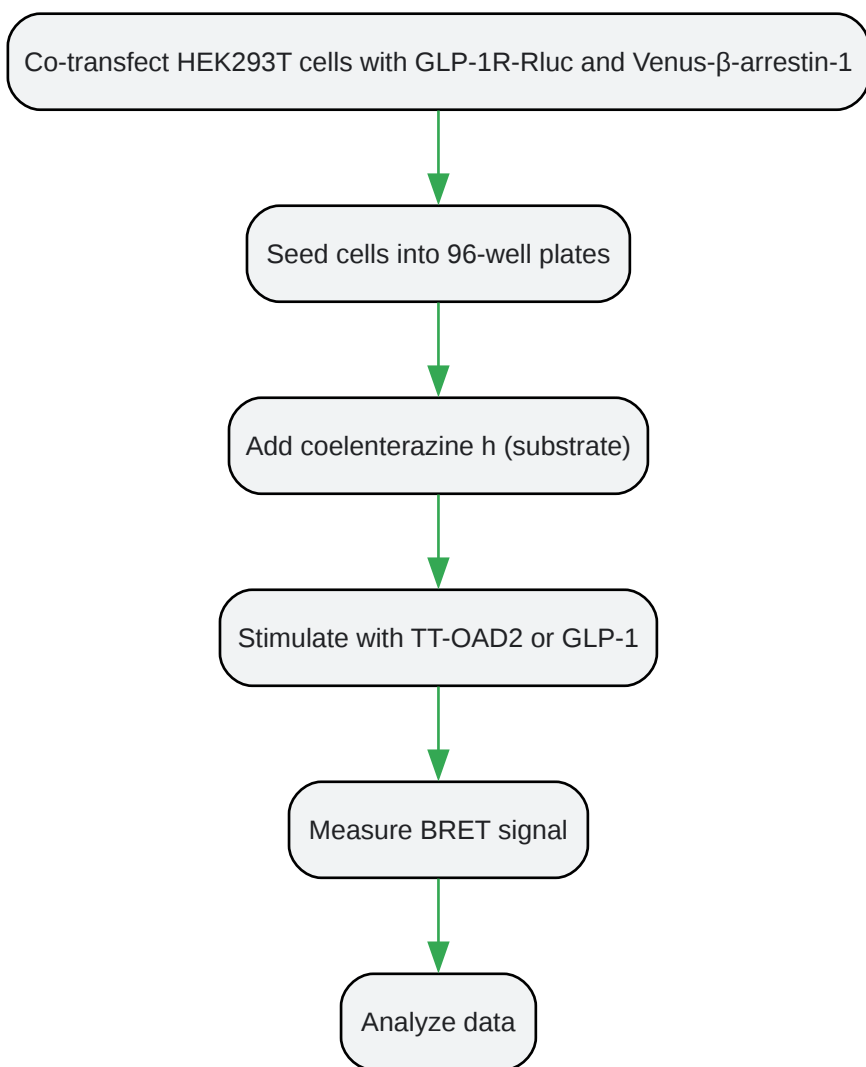 Co-transfect HEK293T cells with GLP-1R-Rluc and Venus-β-arrestin-1
Seed cells into 96-well plates
Add coelenterazine h (substrate)
Stimulate with TT-OAD2 or GLP-1
Measure BRET signal
Analyze data